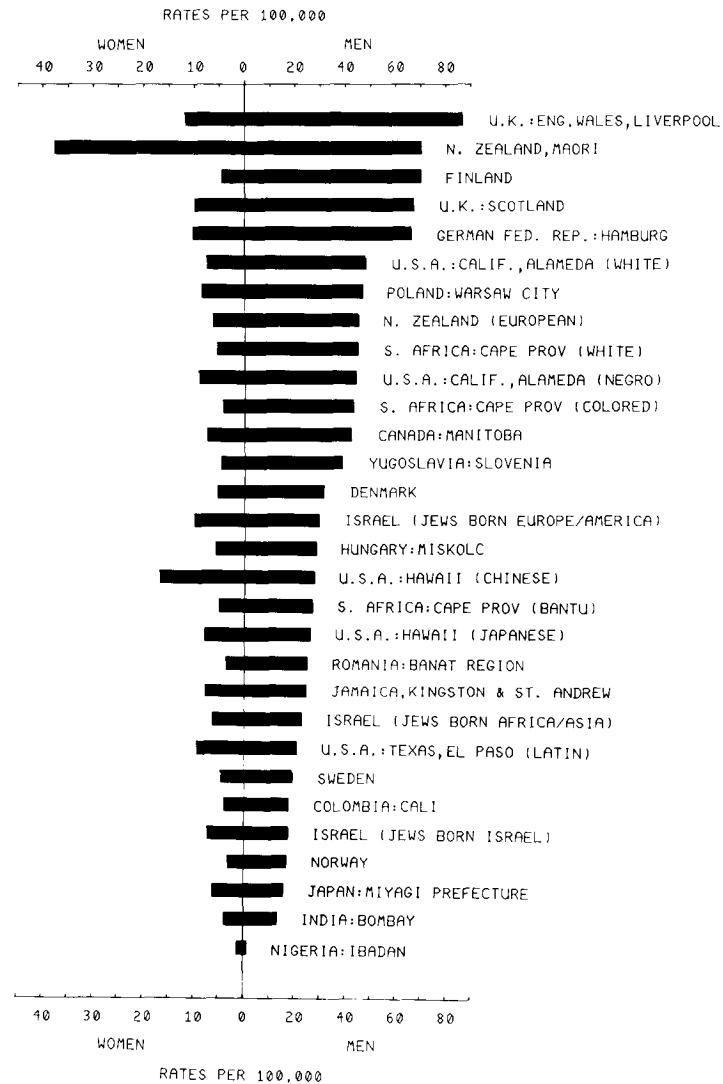 RATES PER 100,000
WOMEN MEN
40 30 20 10 0 20 40 60 80
U.K.:ENG,WALES,LIVERPOOL
N. ZEALAND,MAORI
FINLAND
U.K.:SCOTLAND
GERMAN FED. REP.:HAMBURG
U.S.A.:CALIF.,ALAMEDA (WHITE)
POLAND:WARSAW CITY
N. ZEALAND (EUROPEAN)
S. AFRICA:CAPE PROV (WHITE)
U.S.A.:CALIF.,ALAMEDA (NEGRO)
S. AFRICA:CAPE PROV (COLORED)
CANADA:MANITOBA
YUGOSLAVIA:SLOVENIA
DENMARK
ISRAEL (JEWS BORN EUROPE/AMERICA)
HUNGARY:MISKOLC
U.S.A.:HAWAII (CHINESE)
S. AFRICA:CAPE PROV (BANTU)
U.S.A.:HAWAII (JAPANESE)
ROMANIA:BANAT REGION
JAMAICA,KINGSTON & ST. ANDREW
ISRAEL (JEWS BORN AFRICA/ASIA)
U.S.A.:TEXAS,EL PASO (LATIN)
SWEDEN
COLOMBIA:CALI
ISRAEL (JEWS BORN ISRAEL)
NORWAY
JAPAN:MIYAGI PREFECTURE
INDIA:BOMBAY
NIGERIA:IBADAN
40 30 20 10 0 20 40 60 80
WOMEN MEN
RATES PER 100,000